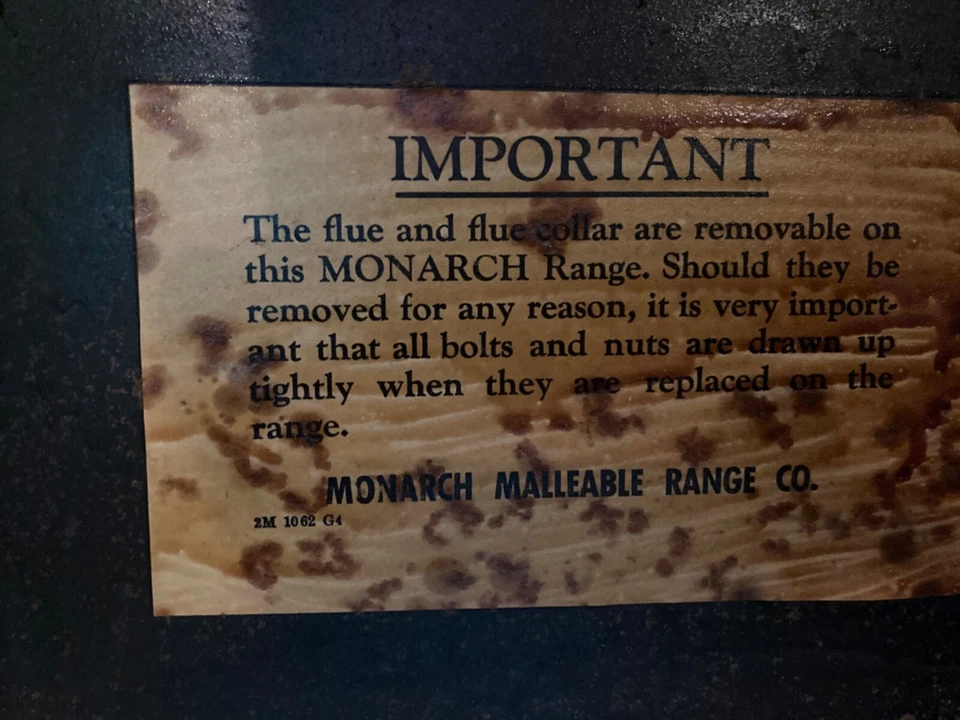 IMPORTANT
The flue and flue collar are removable on
this MONARCH Range. Should they be
removed for any reason, it is very import-
ant that all bolts and nuts are drawn up
tightly when they are replaced on the
range.
MONARCH MALLEABLE RANGE CO.
2M 1062 G4